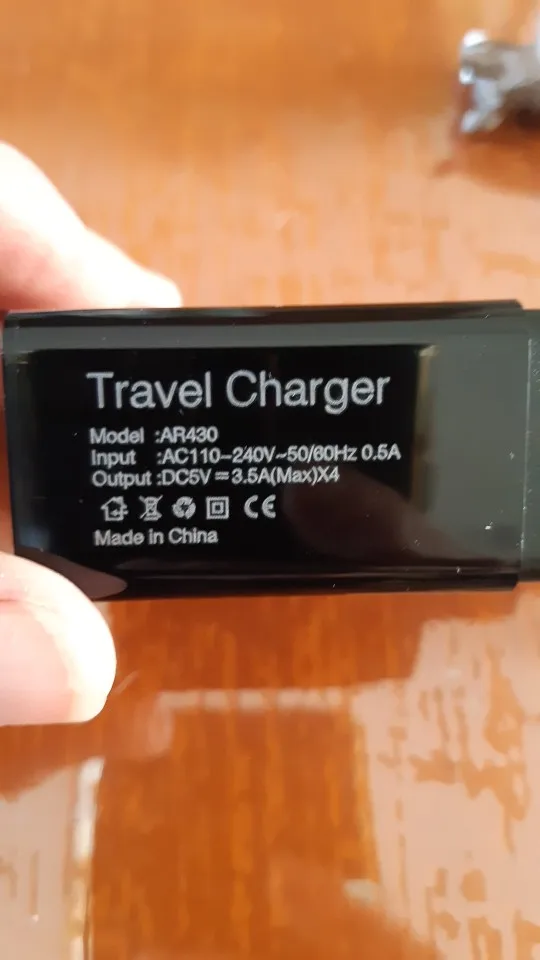 Travel Charger
Model :AR430
Input :AC110-240V~50/60Hz 0.5A
Output :DC5V⎓3.5A(Max)X4
CE
Made in China